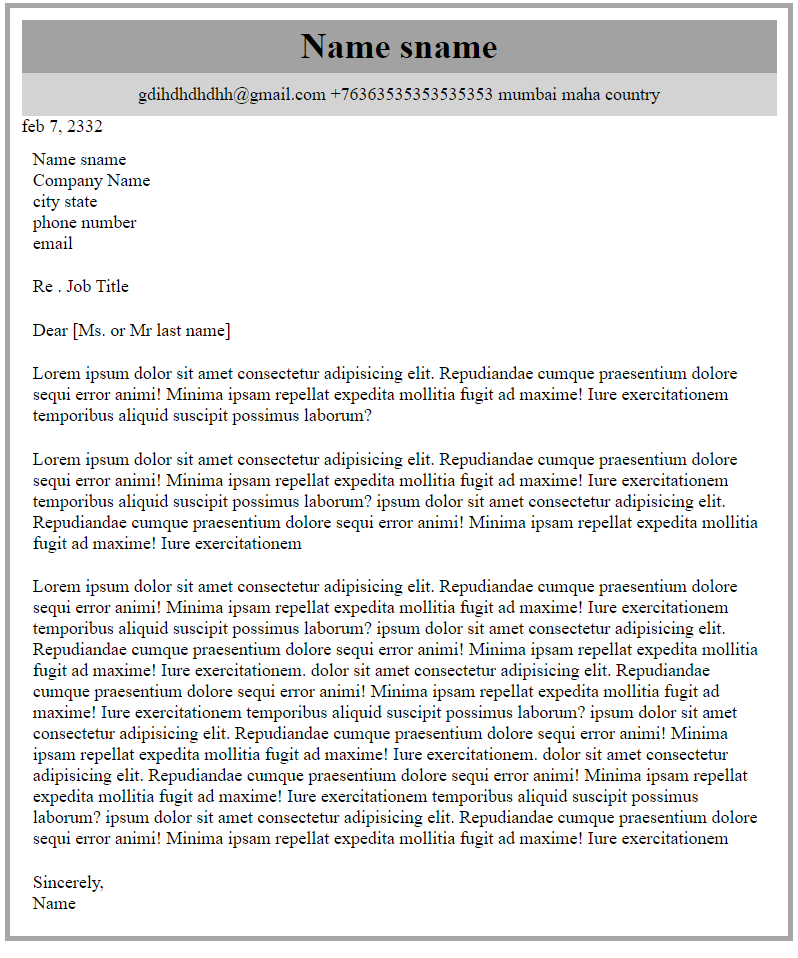 Name sname
gdihdhdhdhh@gmail.com +76363535353535353 mumbai maha country
feb 7, 2332
Name sname
Company Name
city state
phone number
email
Re . Job Title
Dear [Ms. or Mr last name]
Lorem ipsum dolor sit amet consectetur adipisicing elit. Repudiandae cumque praesentium dolore
sequi error animi! Minima ipsam repellat expedita mollitia fugit ad maxime! Iure exercitationem
temporibus aliquid suscipit possimus laborum?
Lorem ipsum dolor sit amet consectetur adipisicing elit. Repudiandae cumque praesentium dolore
sequi error animi! Minima ipsam repellat expedita mollitia fugit ad maxime! Iure exercitationem
temporibus aliquid suscipit possimus laborum? ipsum dolor sit amet consectetur adipisicing elit.
Repudiandae cumque praesentium dolore sequi error animi! Minima ipsam repellat expedita mollitia
fugit ad maxime! Iure exercitationem
Lorem ipsum dolor sit amet consectetur adipisicing elit. Repudiandae cumque praesentium dolore
sequi error animi! Minima ipsam repellat expedita mollitia fugit ad maxime! Iure exercitationem
temporibus aliquid suscipit possimus laborum? ipsum dolor sit amet consectetur adipisicing elit.
Repudiandae cumque praesentium dolore sequi error animi! Minima ipsam repellat expedita mollitia
fugit ad maxime! Iure exercitationem. dolor sit amet consectetur adipisicing elit. Repudiandae
cumque praesentium dolore sequi error animi! Minima ipsam repellat expedita mollitia fugit ad
maxime! Iure exercitationem temporibus aliquid suscipit possimus laborum? ipsum dolor sit amet
consectetur adipisicing elit. Repudiandae cumque praesentium dolore sequi error animi! Minima
ipsam repellat expedita mollitia fugit ad maxime! Iure exercitationem. dolor sit amet consectetur
adipisicing elit. Repudiandae cumque praesentium dolore sequi error animi! Minima ipsam repellat
expedita mollitia fugit ad maxime! Iure exercitationem temporibus aliquid suscipit possimus
laborum? ipsum dolor sit amet consectetur adipisicing elit. Repudiandae cumque praesentium dolore
sequi error animi! Minima ipsam repellat expedita mollitia fugit ad maxime! Iure exercitationem
Sincerely,
Name